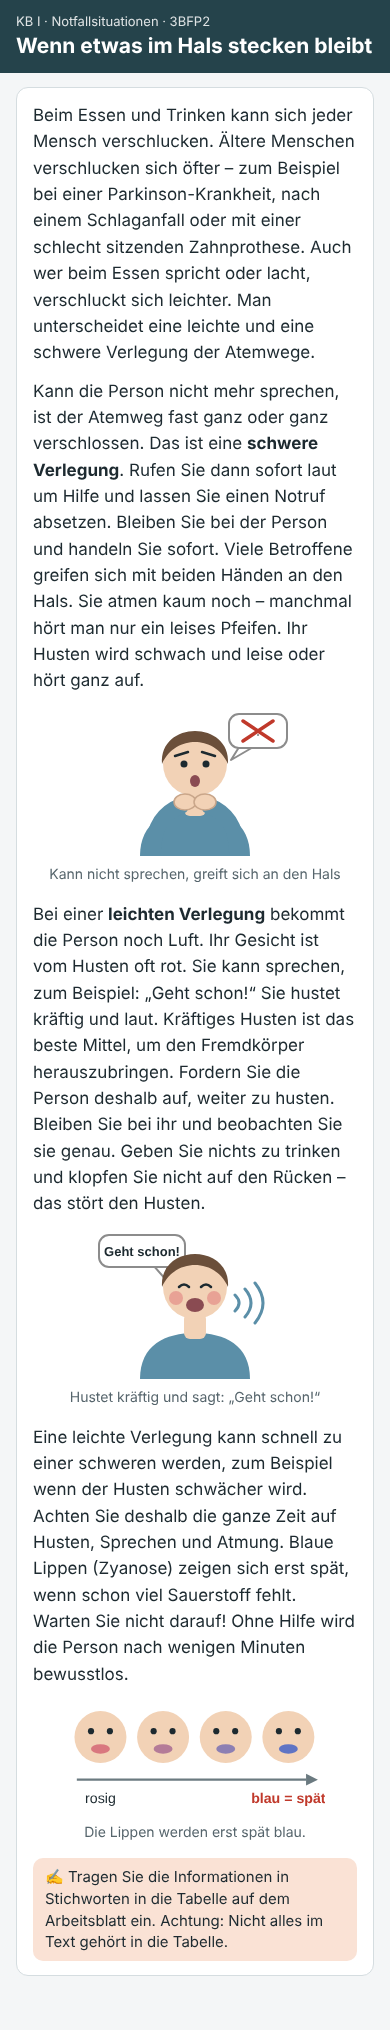 KB I · Notfallsituationen · 3BFP2
Wenn etwas im Hals stecken bleibt
Beim Essen und Trinken kann sich jeder
Mensch verschlucken. Ältere Menschen
verschlucken sich öfter – zum Beispiel
bei einer Parkinson-Krankheit, nach
einem Schlaganfall oder mit einer
schlecht sitzenden Zahnprothese. Auch
wer beim Essen spricht oder lacht,
verschluckt sich leichter. Man
unterscheidet eine leichte und eine
schwere Verlegung der Atemwege.
Kann die Person nicht mehr sprechen,
ist der Atemweg fast ganz oder ganz
verschlossen. Das ist eine schwere
Verlegung. Rufen Sie dann sofort laut
um Hilfe und lassen Sie einen Notruf
absetzen. Bleiben Sie bei der Person
und handeln Sie sofort. Viele Betroffene
greifen sich mit beiden Händen an den
Hals. Sie atmen kaum noch – manchmal
hört man nur ein leises Pfeifen. Ihr
Husten wird schwach und leise oder
hört ganz auf.
Kann nicht sprechen, greift sich an den Hals
Bei einer leichten Verlegung bekommt
die Person noch Luft. Ihr Gesicht ist
vom Husten oft rot. Sie kann sprechen,
zum Beispiel: „Geht schon!“ Sie hustet
kräftig und laut. Kräftiges Husten ist das
beste Mittel, um den Fremdkörper
herauszubringen. Fordern Sie die
Person deshalb auf, weiter zu husten.
Bleiben Sie bei ihr und beobachten Sie
sie genau. Geben Sie nichts zu trinken
und klopfen Sie nicht auf den Rücken –
das stört den Husten.
Geht schon!
Hustet kräftig und sagt: „Geht schon!“
Eine leichte Verlegung kann schnell zu
einer schweren werden, zum Beispiel
wenn der Husten schwächer wird.
Achten Sie deshalb die ganze Zeit auf
Husten, Sprechen und Atmung. Blaue
Lippen (Zyanose) zeigen sich erst spät,
wenn schon viel Sauerstoff fehlt.
Warten Sie nicht darauf! Ohne Hilfe wird
die Person nach wenigen Minuten
bewusstlos.
rosig
blau = spät
Die Lippen werden erst spät blau.
✍️ Tragen Sie die Informationen in
Stichworten in die Tabelle auf dem
Arbeitsblatt ein. Achtung: Nicht alles im
Text gehört in die Tabelle.